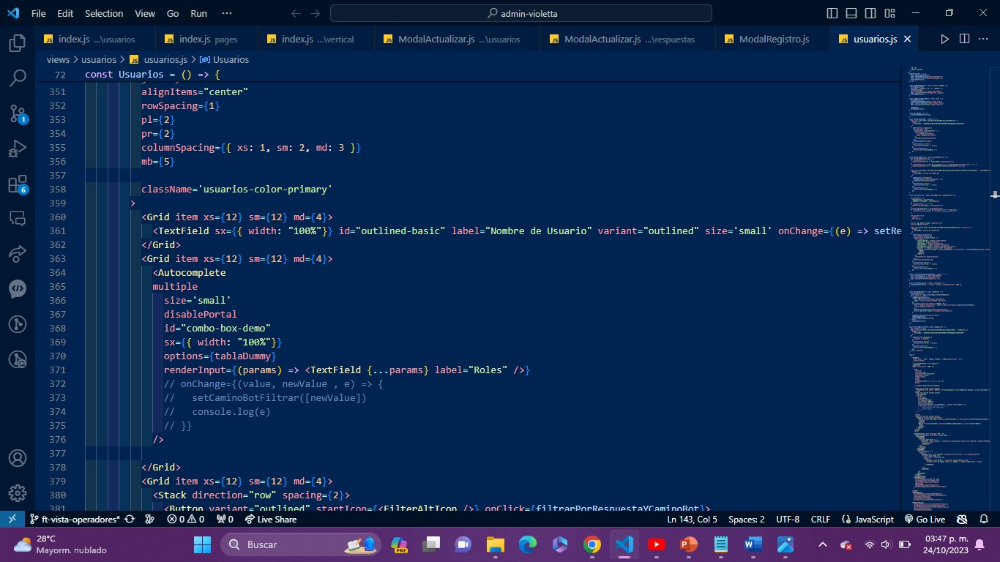 File Edit Selection View Go Run ···
admin-violetta
index.js ...\usuarios
index.js pages
index.js ...\vertical
ModalActualizar.js ...\usuarios
ModalActualizar.js ...\respuestas
ModalRegistro.js
usuarios.js
views > usuarios > usuarios.js > Usuarios
72 const Usuarios = () => {
351 alignItems="center"
352 rowSpacing={1}
353 pl={2}
354 pr={2}
355 columnSpacing={{ xs: 1, sm: 2, md: 3 }}
356 mb={5}
357
358 className='usuarios-color-primary'
359 >
360 <Grid item xs={12} sm={12} md={4}>
361 <TextField sx={{ width: "100%"}} id="outlined-basic" label="Nombre de Usuario" variant="outlined" size='small' onChange={(e) => setRe
362 </Grid>
363 <Grid item xs={12} sm={12} md={4}>
364 <Autocomplete
365 multiple
366 size='small'
367 disablePortal
368 id="combo-box-demo"
369 sx={{ width: "100%"}}
370 options={tablaDummy}
371 renderInput={(params) => <TextField {...params} label="Roles" />}
372 // onChange={(value, newValue , e) => {
373 //   setCaminoBotFiltrar([newValue])
374 //   console.log(e)
375 // }}
376 />
377
378 </Grid>
379 <Grid item xs={12} sm={12} md={4}>
380 <Stack direction="row" spacing={2}>
381 <Button variant="outlined" startIcon={<FilterAltIcon />} onClick={filtrarPorRespuestaYCaminoBot}>
1
6
ft-vista-operadores* 0 0 0 Live Share
Ln 143, Col 5 Spaces: 2 UTF-8 CRLF JavaScript Go Live
28°C
Mayorm. nublado
Buscar
PRE
03:47 p. m.
24/10/2023